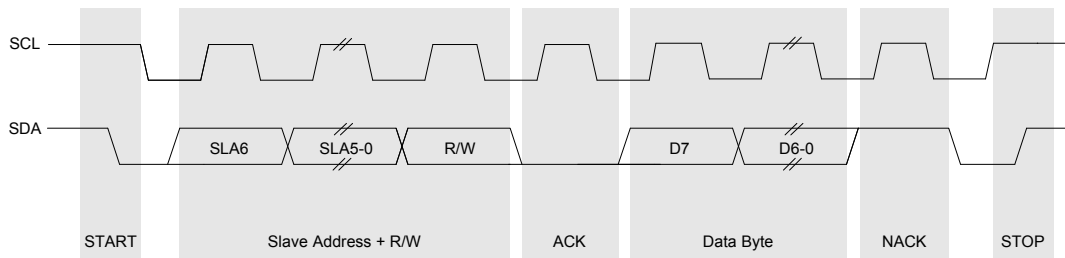 SCL
SDA
SLA6 SLA5-0 R/W D7 D6-0
START Slave Address + R/W ACK Data Byte NACK STOP